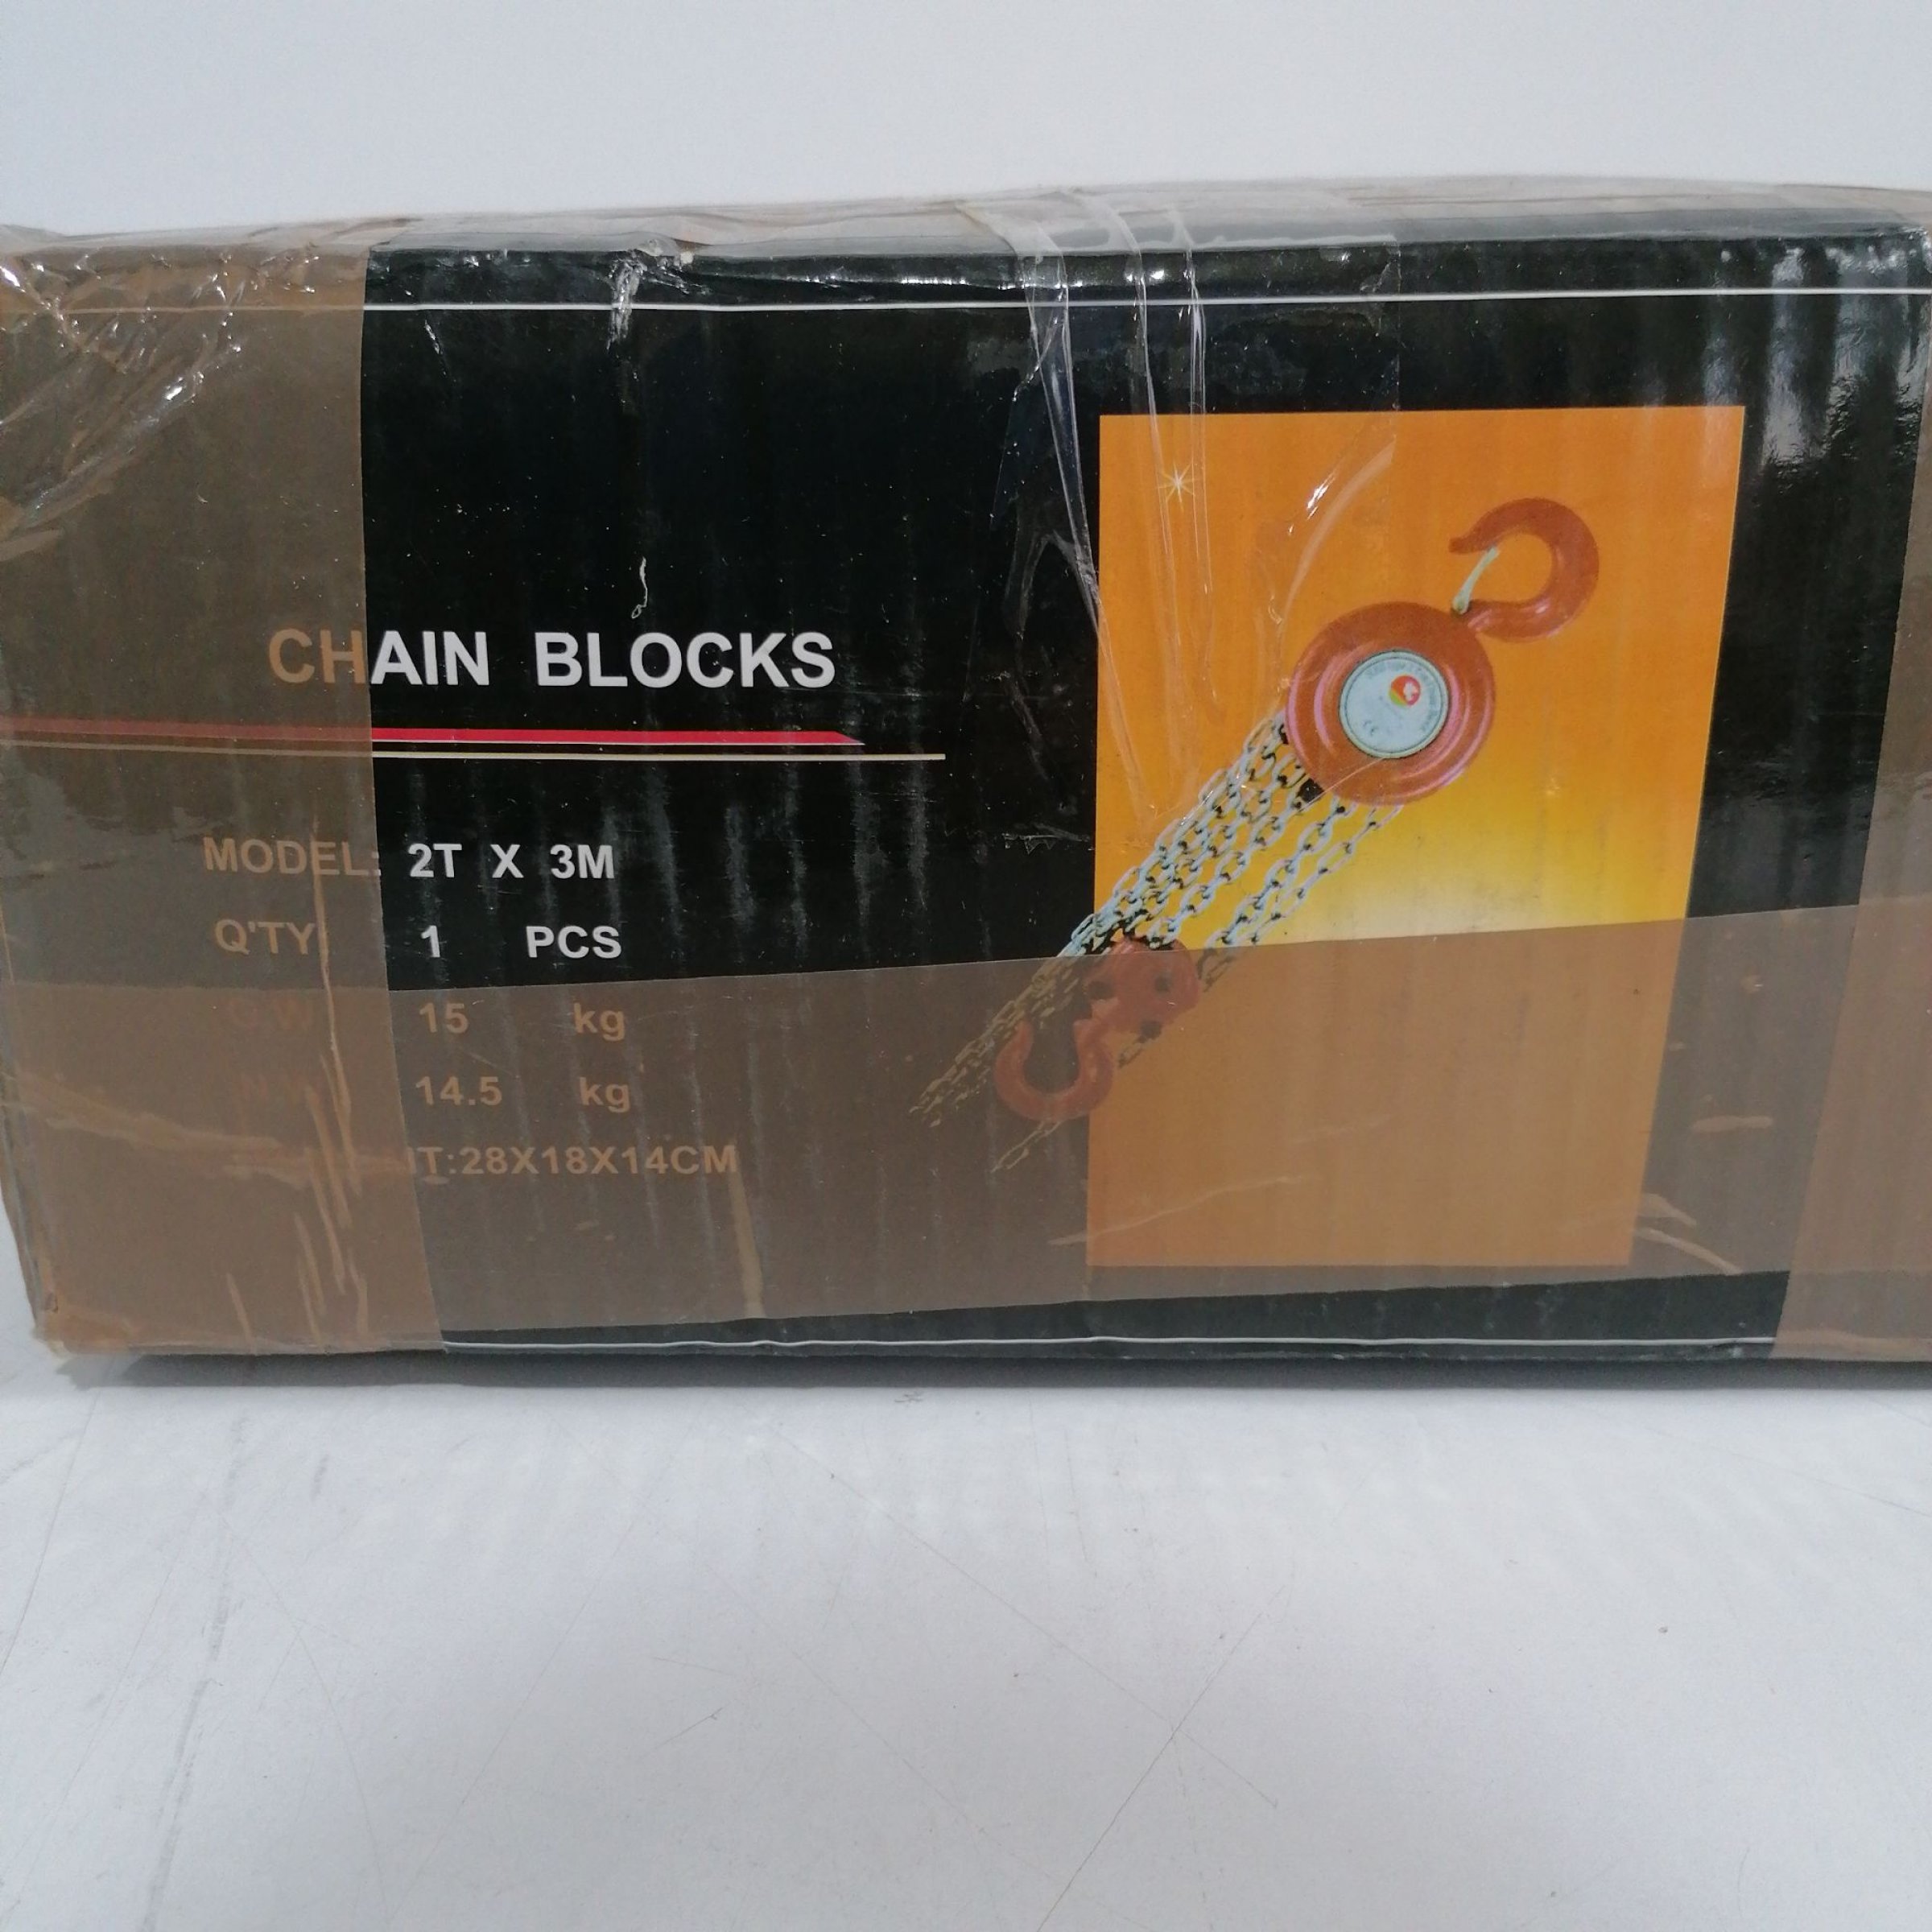 CHAIN BLOCKS
MODEL: 2T X 3M
Q'TY: 1 PCS
G.W 15 kg
14.5 kg
28X18X14CM